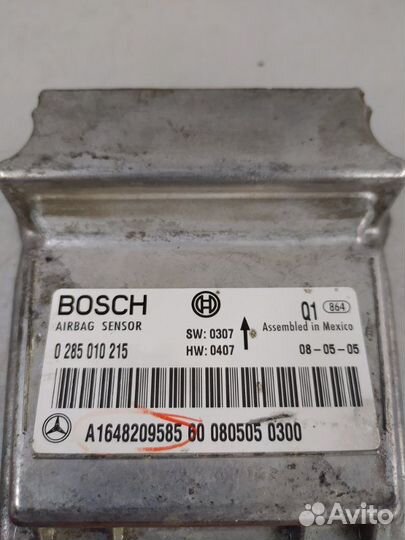 BOSCH
AIRBAG SENSOR
0 285 010 215
SW: 0307
HW: 0407
Q1 864
Assembled in Mexico
08-05-05
A1648209585 60 080505 0300
Avito